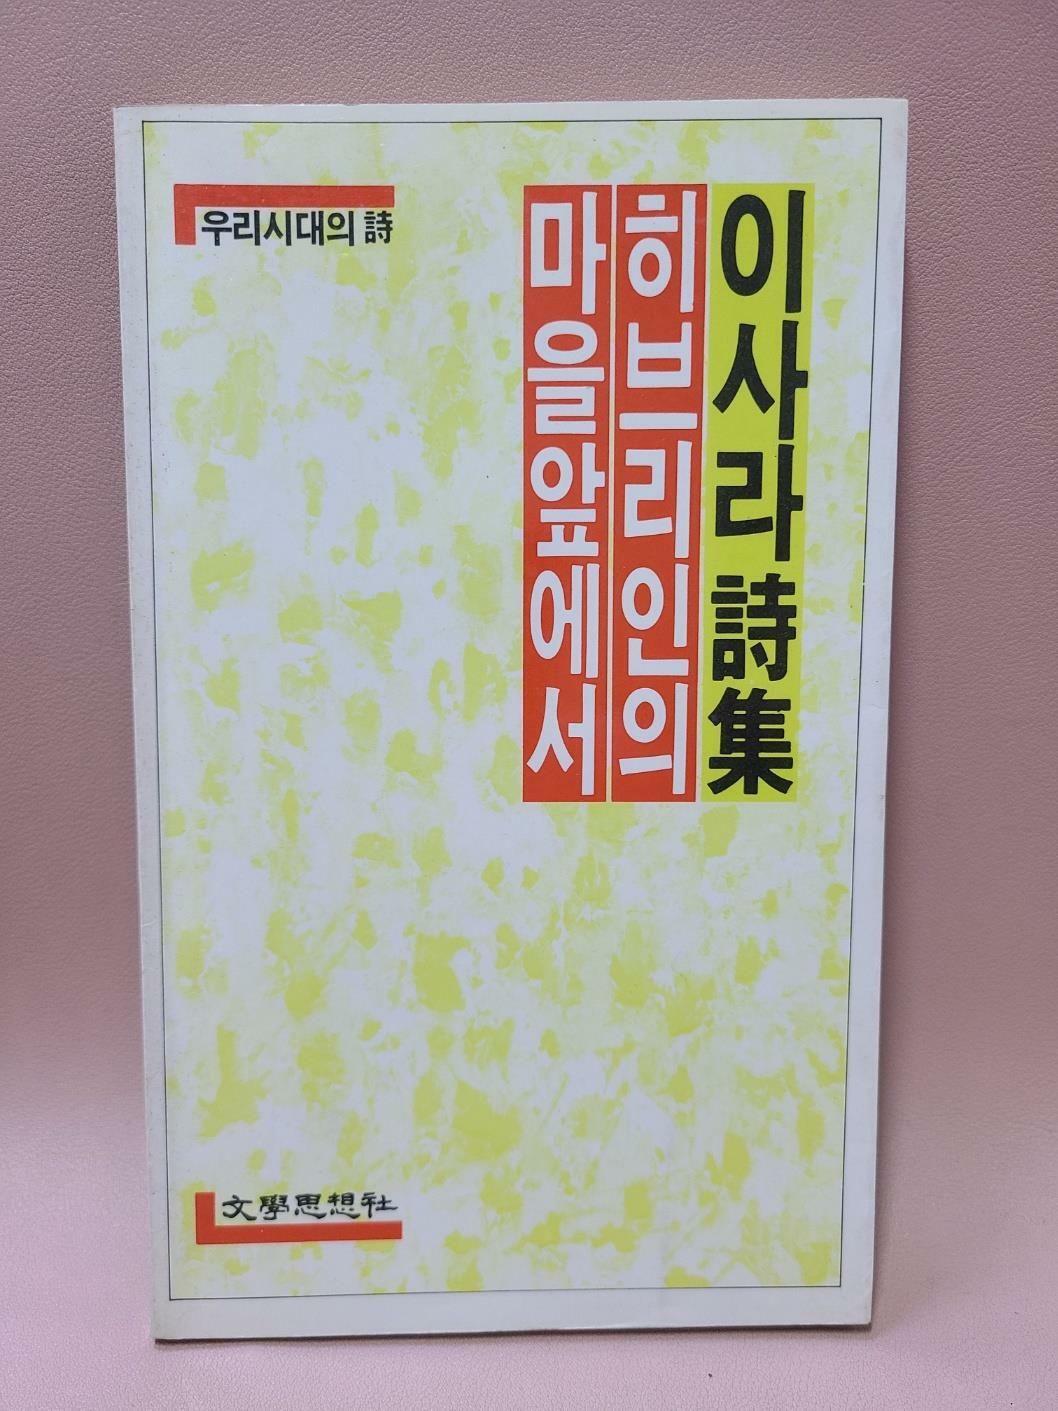 우리시대의 詩
이사라 詩集
히브리인의
마을앞에서
文學思想社